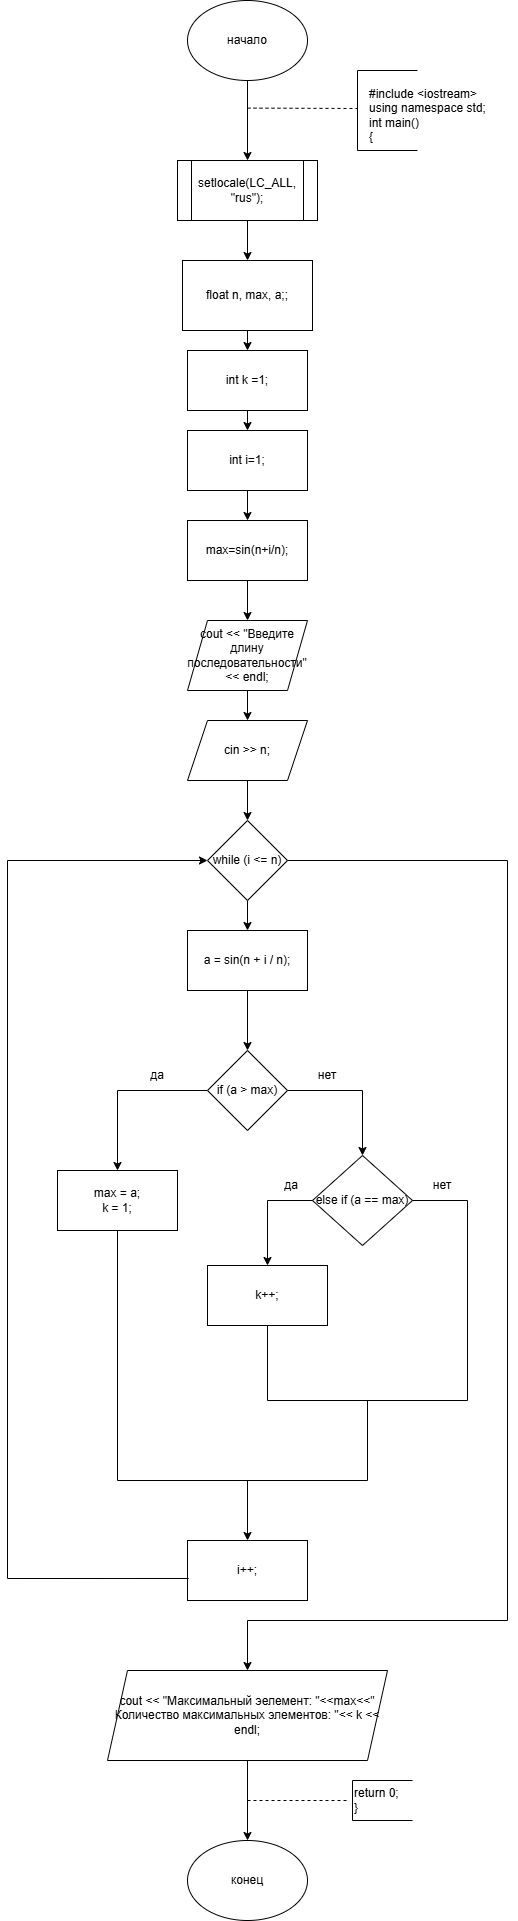 начало
#include <iostream>
using namespace std;
int main()
{
setlocale(LC_ALL,
"rus");
float n, max, a;;
int k =1;
int i=1;
max=sin(n+i/n);
cout << "Введите
длину
последовательности"
<< endl;
cin >> n;
while (i <= n)
a = sin(n + i / n);
if (a > max)
да
нет
max = a;
k = 1;
else if (a == max)
да
нет
k++;
i++;
cout << "Максимальный эелемент: "<<max<<"
Количество максимальных элементов: "<< k <<
endl;
return 0;
}
конец